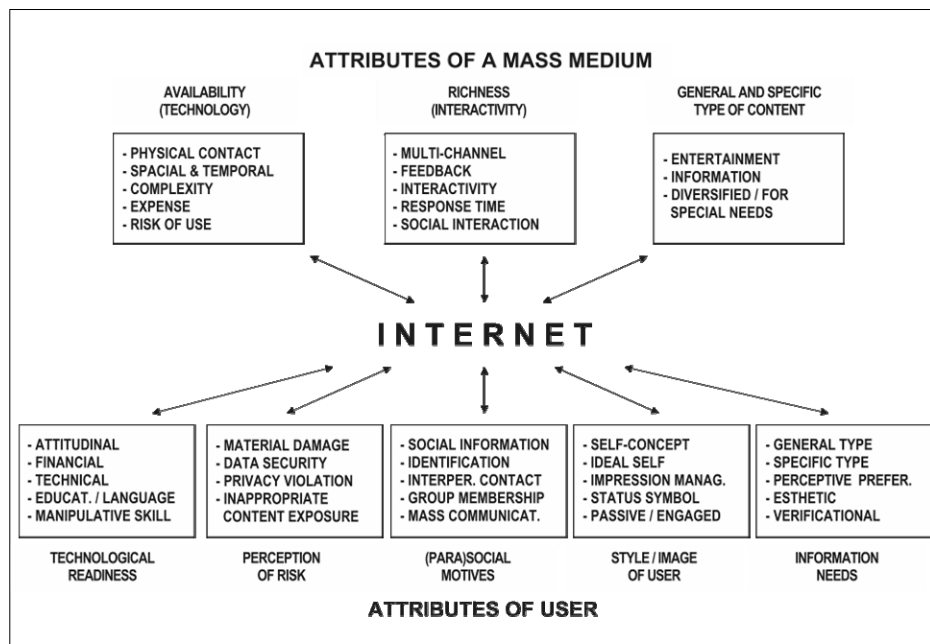 ATTRIBUTES OF A MASS MEDIUM
AVAILABILITY
(TECHNOLOGY)
- PHYSICAL CONTACT
- SPACIAL & TEMPORAL
- COMPLEXITY
- EXPENSE
- RISK OF USE
RICHNESS
(INTERACTIVITY)
- MULTI-CHANNEL
- FEEDBACK
- INTERACTIVITY
- RESPONSE TIME
- SOCIAL INTERACTION
GENERAL AND SPECIFIC
TYPE OF CONTENT
- ENTERTAINMENT
- INFORMATION
- DIVERSIFIED / FOR
SPECIAL NEEDS
INTERNET
- ATTITUDINAL
- FINANCIAL
- TECHNICAL
- EDUCAT. / LANGUAGE
- MANIPULATIVE SKILL
TECHNOLOGICAL
READINESS
- MATERIAL DAMAGE
- DATA SECURITY
- PRIVACY VIOLATION
- INAPPROPRIATE
CONTENT EXPOSURE
PERCEPTION
OF RISK
- SOCIAL INFORMATION
- IDENTIFICATION
- INTERPER. CONTACT
- GROUP MEMBERSHIP
- MASS COMMUNICAT.
(PARA)SOCIAL
MOTIVES
- SELF-CONCEPT
- IDEAL SELF
- IMPRESSION MANAG.
- STATUS SYMBOL
- PASSIVE / ENGAGED
STYLE / IMAGE
OF USER
- GENERAL TYPE
- SPECIFIC TYPE
- PERCEPTIVE PREFER.
- ESTHETIC
- VERIFICATIONAL
INFORMATION
NEEDS
ATTRIBUTES OF USER